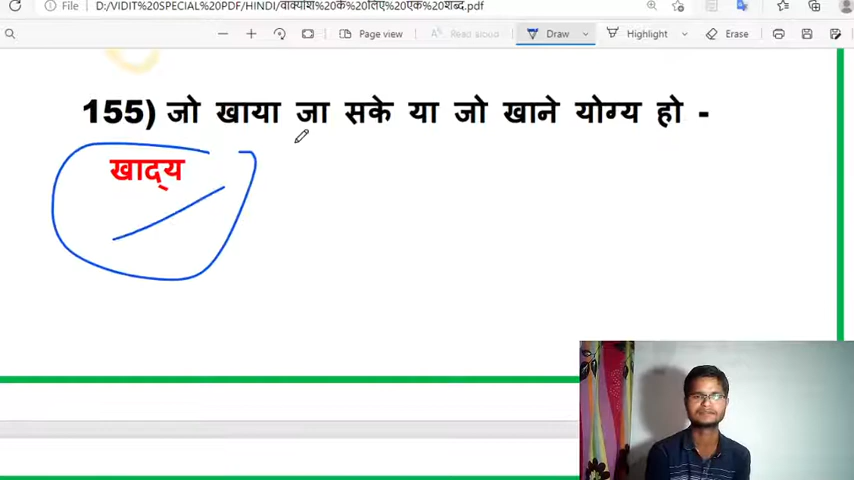 File
D:/VIDIT%20SPECIAL%20PDF/HINDI/वाक्यांश%20के%20लिए%20एक%20शब्द.pdf
Page view
Read aloud
Draw
Highlight
Erase
155) जो खाया जा सके या जो खाने योग्य हो -
खाद्य